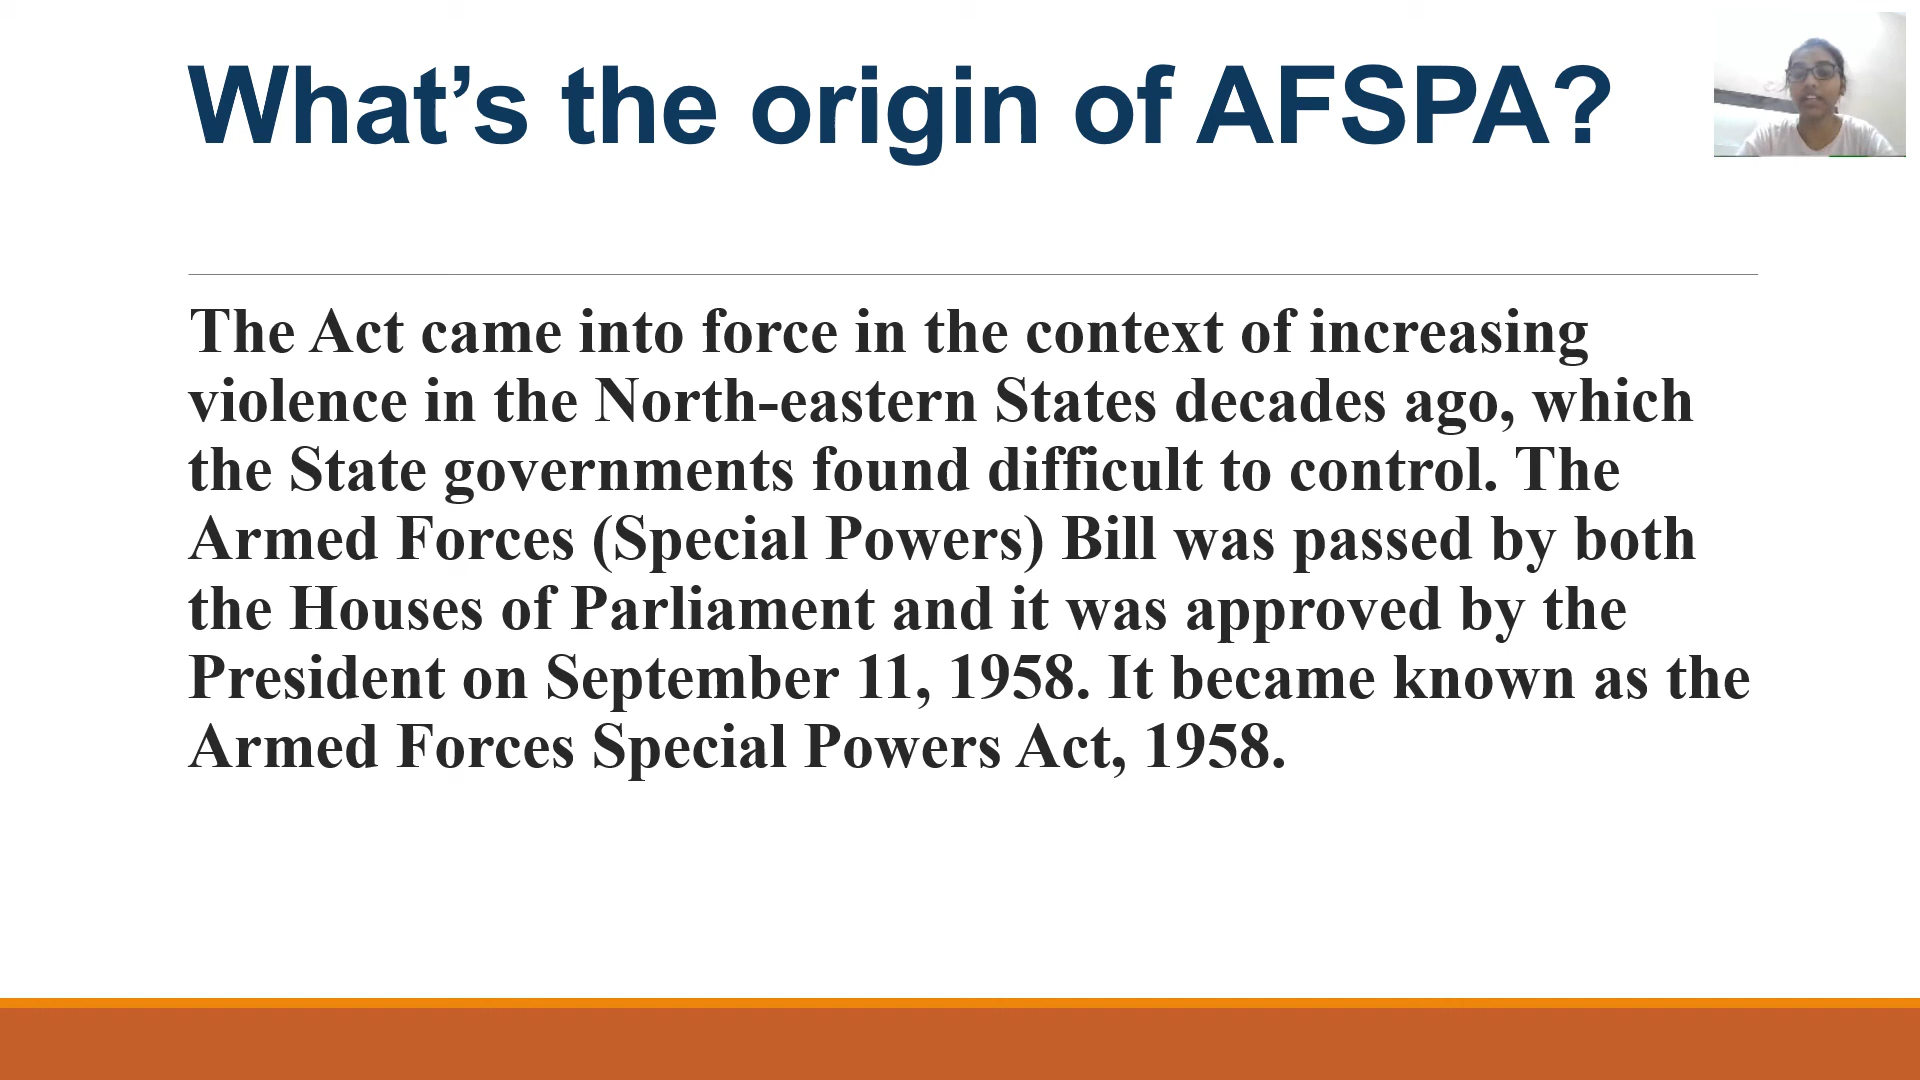 What’s the origin of AFSPA?
The Act came into force in the context of increasing
violence in the North-eastern States decades ago, which
the State governments found difficult to control. The
Armed Forces (Special Powers) Bill was passed by both
the Houses of Parliament and it was approved by the
President on September 11, 1958. It became known as the
Armed Forces Special Powers Act, 1958.